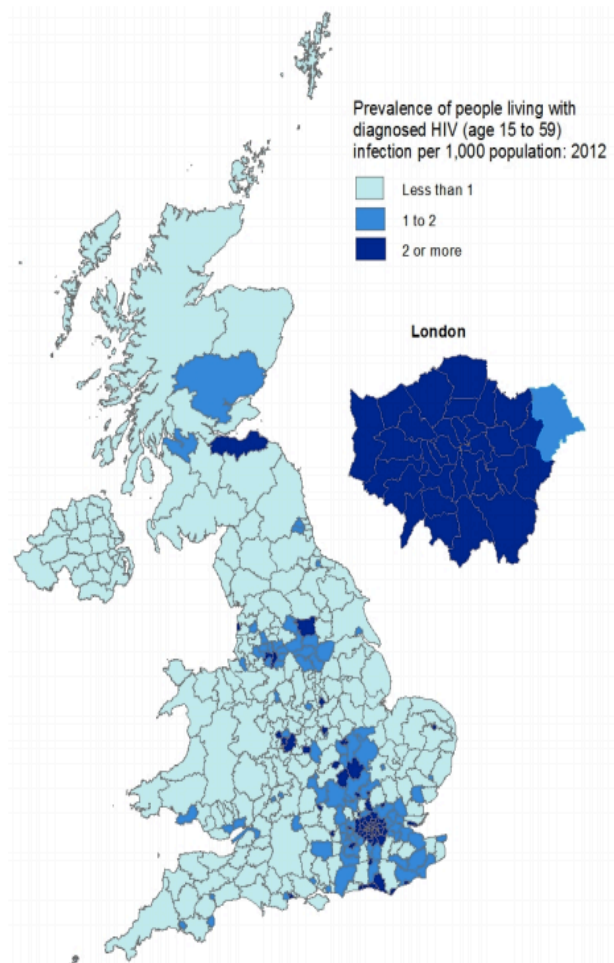 Prevalence of people living with
diagnosed HIV (age 15 to 59)
infection per 1,000 population: 2012
Less than 1
1 to 2
2 or more
London